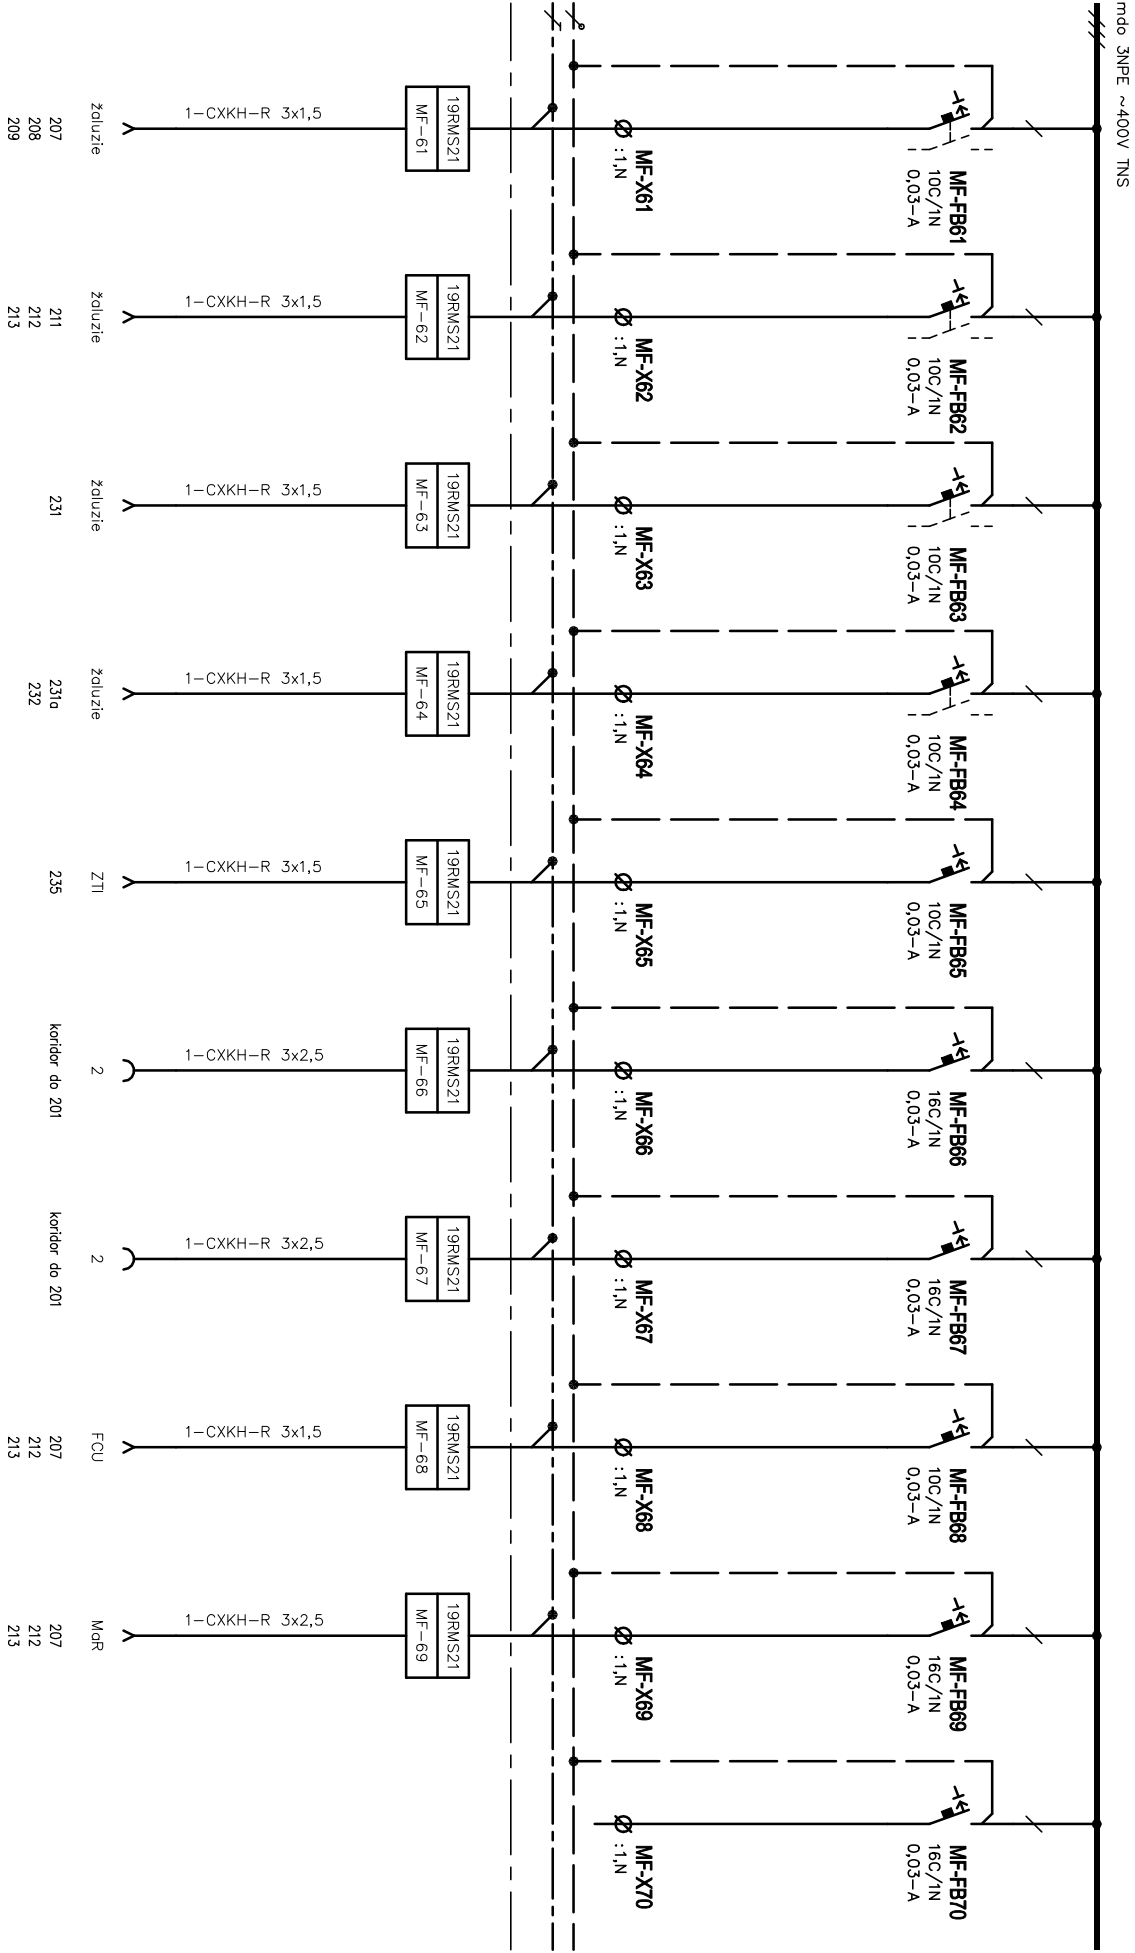 mdo 3NPE ~400V TNS
MF-FB61
10C/1N
0,03-A
MF-X61
:1,N
19RMS21
MF-61
1-CXKH-R 3x1,5
žaluzie
207
208
209
MF-FB62
10C/1N
0,03-A
MF-X62
:1,N
19RMS21
MF-62
1-CXKH-R 3x1,5
žaluzie
211
212
213
MF-FB63
10C/1N
0,03-A
MF-X63
:1,N
19RMS21
MF-63
1-CXKH-R 3x1,5
žaluzie
231
MF-FB64
10C/1N
0,03-A
MF-X64
:1,N
19RMS21
MF-64
1-CXKH-R 3x1,5
žaluzie
231a
232
MF-FB65
10C/1N
0,03-A
MF-X65
:1,N
19RMS21
MF-65
1-CXKH-R 3x1,5
ZTI
235
MF-FB66
16C/1N
0,03-A
MF-X66
:1,N
19RMS21
MF-66
1-CXKH-R 3x2,5
2
koridor do 201
MF-FB67
16C/1N
0,03-A
MF-X67
:1,N
19RMS21
MF-67
1-CXKH-R 3x2,5
2
koridor do 201
MF-FB68
10C/1N
0,03-A
MF-X68
:1,N
19RMS21
MF-68
1-CXKH-R 3x1,5
FCU
207
212
213
MF-FB69
16C/1N
0,03-A
MF-X69
:1,N
19RMS21
MF-69
1-CXKH-R 3x2,5
MaR
207
212
213
MF-FB70
16C/1N
0,03-A
MF-X70
:1,N